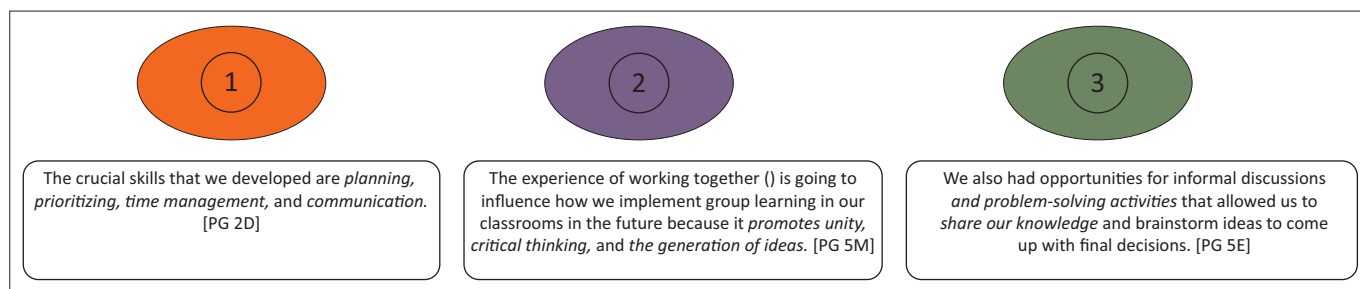 1
The crucial skills that we developed are planning,
prioritizing, time management, and communication.
[PG 2D]
2
The experience of working together () is going to
influence how we implement group learning in our
classrooms in the future because it promotes unity,
critical thinking, and the generation of ideas. [PG 5M]
3
We also had opportunities for informal discussions
and problem-solving activities that allowed us to
share our knowledge and brainstorm ideas to come
up with final decisions. [PG 5E]